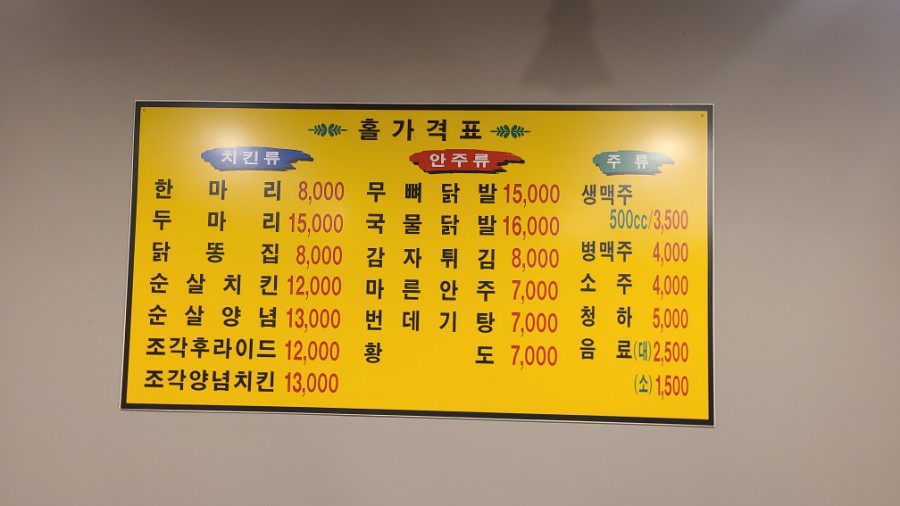 홀가격표
치킨류
한마리 8,000
두마리 15,000
닭똥집 8,000
순살치킨 12,000
순살양념 13,000
조각후라이드 12,000
조각양념치킨 13,000
안주류
무뼈닭발 15,000
국물닭발 16,000
감자튀김 8,000
마른안주 7,000
번데기탕 7,000
황도 7,000
주류
생맥주
500cc/3,500
병맥주 4,000
소주 4,000
청하 5,000
음료(대) 2,500
(소) 1,500